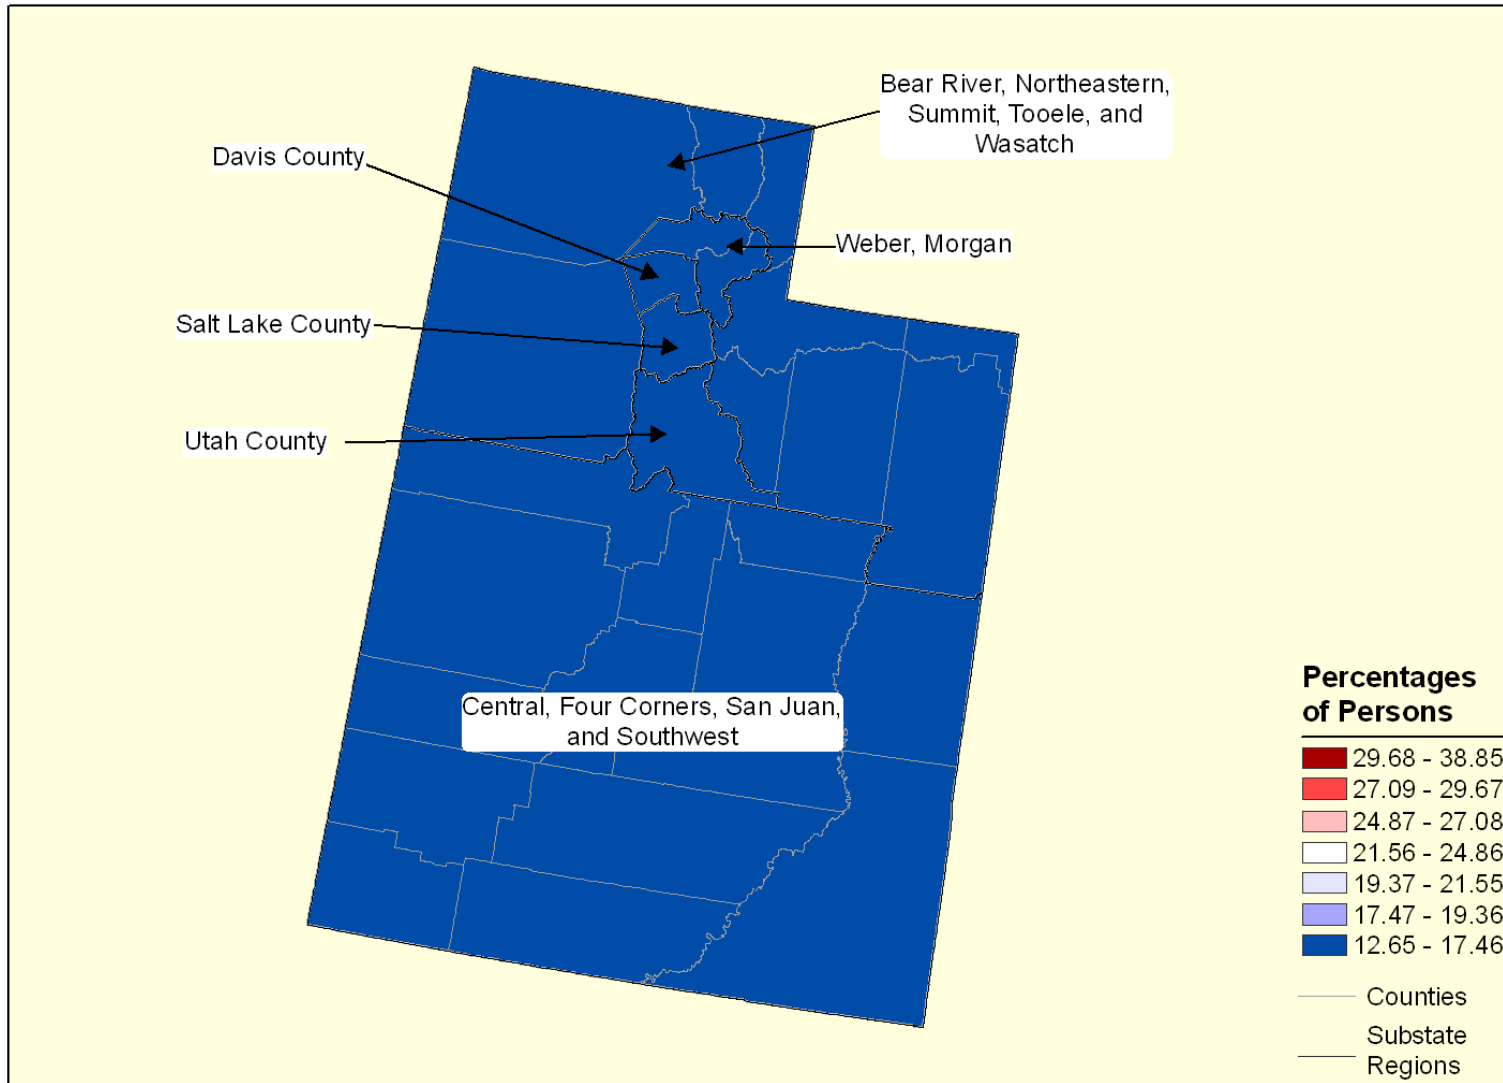 Bear River, Northeastern,
Summit, Tooele, and
Wasatch
Davis County
Weber, Morgan
Salt Lake County
Utah County
Central, Four Corners, San Juan,
and Southwest
Percentages
of Persons
29.68 - 38.85
27.09 - 29.67
24.87 - 27.08
21.56 - 24.86
19.37 - 21.55
17.47 - 19.36
12.65 - 17.46
Counties
Substate
Regions